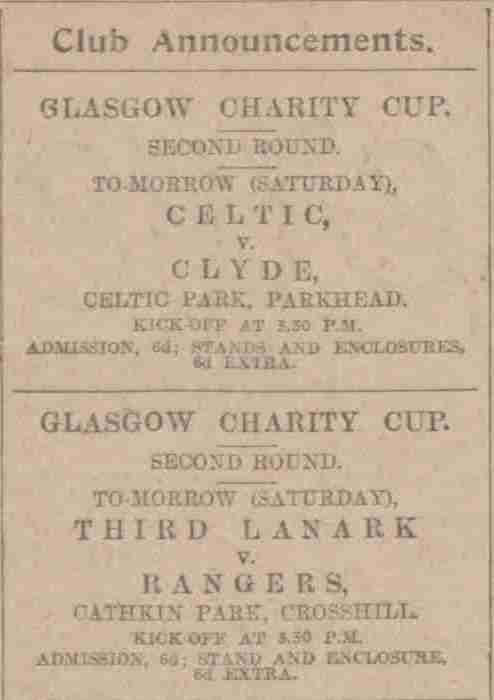 Club Announcements.
GLASGOW CHARITY CUP.
SECOND ROUND.
TO-MORROW (SATURDAY),
CELTIC,
v.
CLYDE,
CELTIC PARK, PARKHEAD.
KICK-OFF AT 3.30 P.M.
ADMISSION, 6d; STANDS AND ENCLOSURES,
6d EXTRA.
GLASGOW CHARITY CUP.
SECOND ROUND.
TO-MORROW (SATURDAY),
THIRD LANARK
v.
RANGERS,
CATHKIN PARK, CROSSHILL.
KICK-OFF AT 3.30 P.M.
ADMISSION, 6d; STAND AND ENCLOSURE,
6d EXTRA.